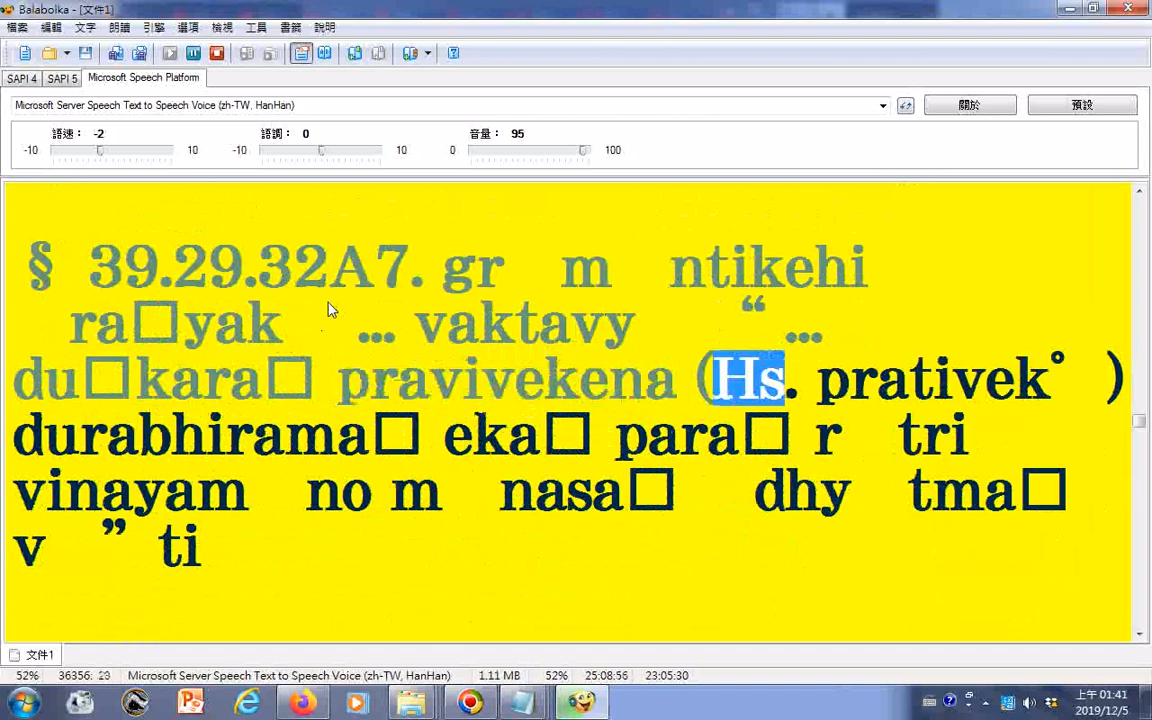 Balabolka - [文件1]
檔案 編輯 文字 朗讀 引擎 選項 檢視 工具 書籤 說明
SAPI 4 SAPI 5 Microsoft Speech Platform
Microsoft Server Speech Text to Speech Voice (zh-TW, HanHan) 關於 預設
語速： -2 語調： 0 音量： 95
-10 10 -10 10 0 100
§ 39.29.32A7. gr m ntikehi
ra□yak ... vaktavy “ ...
du□kara□ pravivekena (Hs. prativek° )
durabhirama□ eka□ para□ r tri
vinayam no m nasa□ dhy tma□
v ” ti
文件1
52% 36356: 23 Microsoft Server Speech Text to Speech Voice (zh-TW, HanHan) 1.11 MB 52% 25:08:56 23:05:30
上午 01:41
2019/12/5